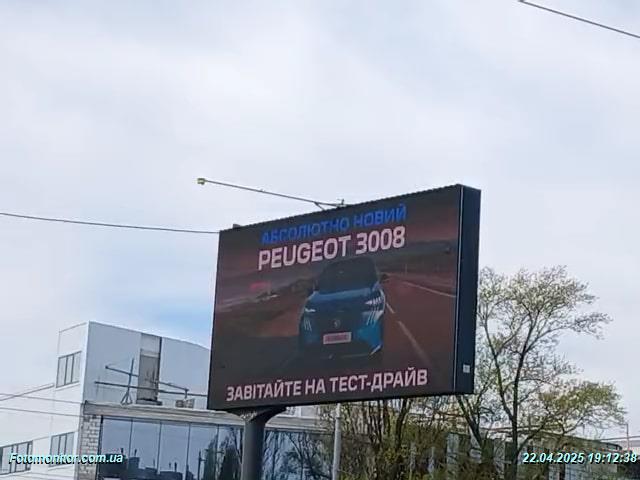 АБСОЛЮТНО НОВИЙ
PEUGEOT 3008
ЗАВІТАЙТЕ НА ТЕСТ-ДРАЙВ
Fotomonitor.com.ua
22.04.2025 19:12:38